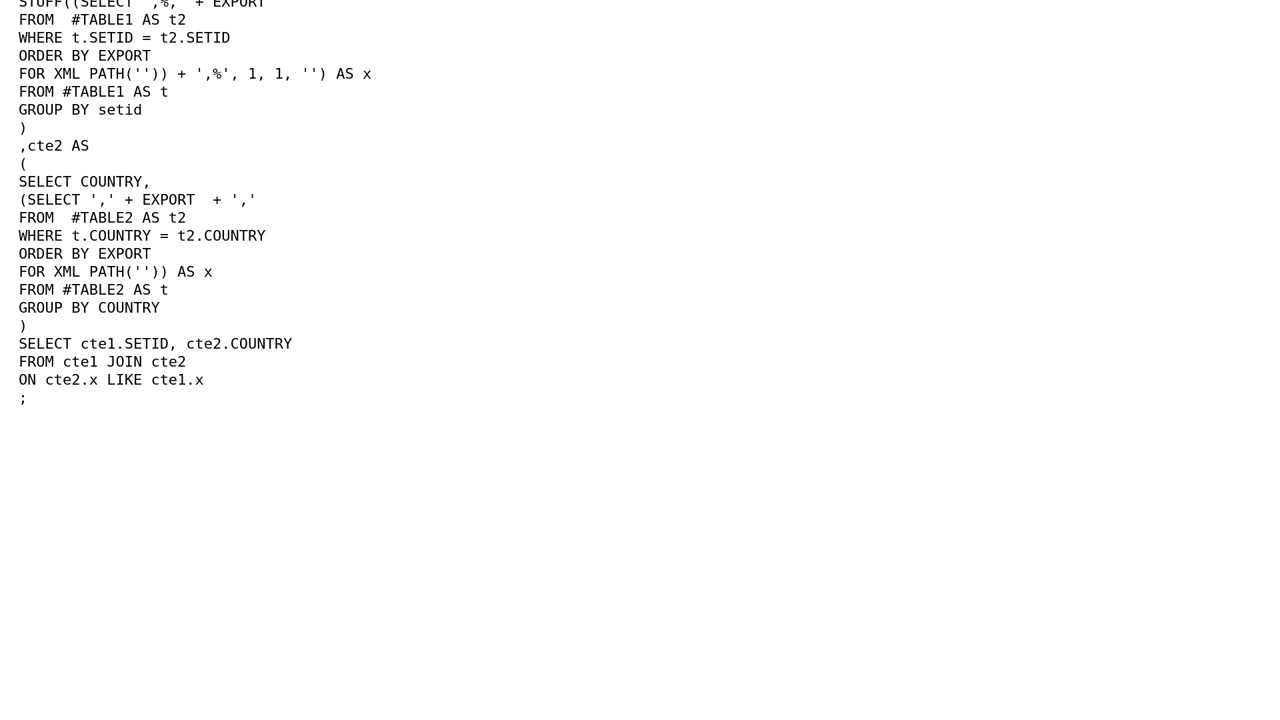 STUFF((SELECT ',%,' + EXPORT
FROM  #TABLE1 AS t2
WHERE t.SETID = t2.SETID
ORDER BY EXPORT
FOR XML PATH('')) + ',%', 1, 1, '') AS x
FROM #TABLE1 AS t
GROUP BY setid
)
,cte2 AS
(
SELECT COUNTRY,
(SELECT ',' + EXPORT  + ','
FROM  #TABLE2 AS t2
WHERE t.COUNTRY = t2.COUNTRY
ORDER BY EXPORT
FOR XML PATH('')) AS x
FROM #TABLE2 AS t
GROUP BY COUNTRY
)
SELECT cte1.SETID, cte2.COUNTRY
FROM cte1 JOIN cte2
ON cte2.x LIKE cte1.x
;